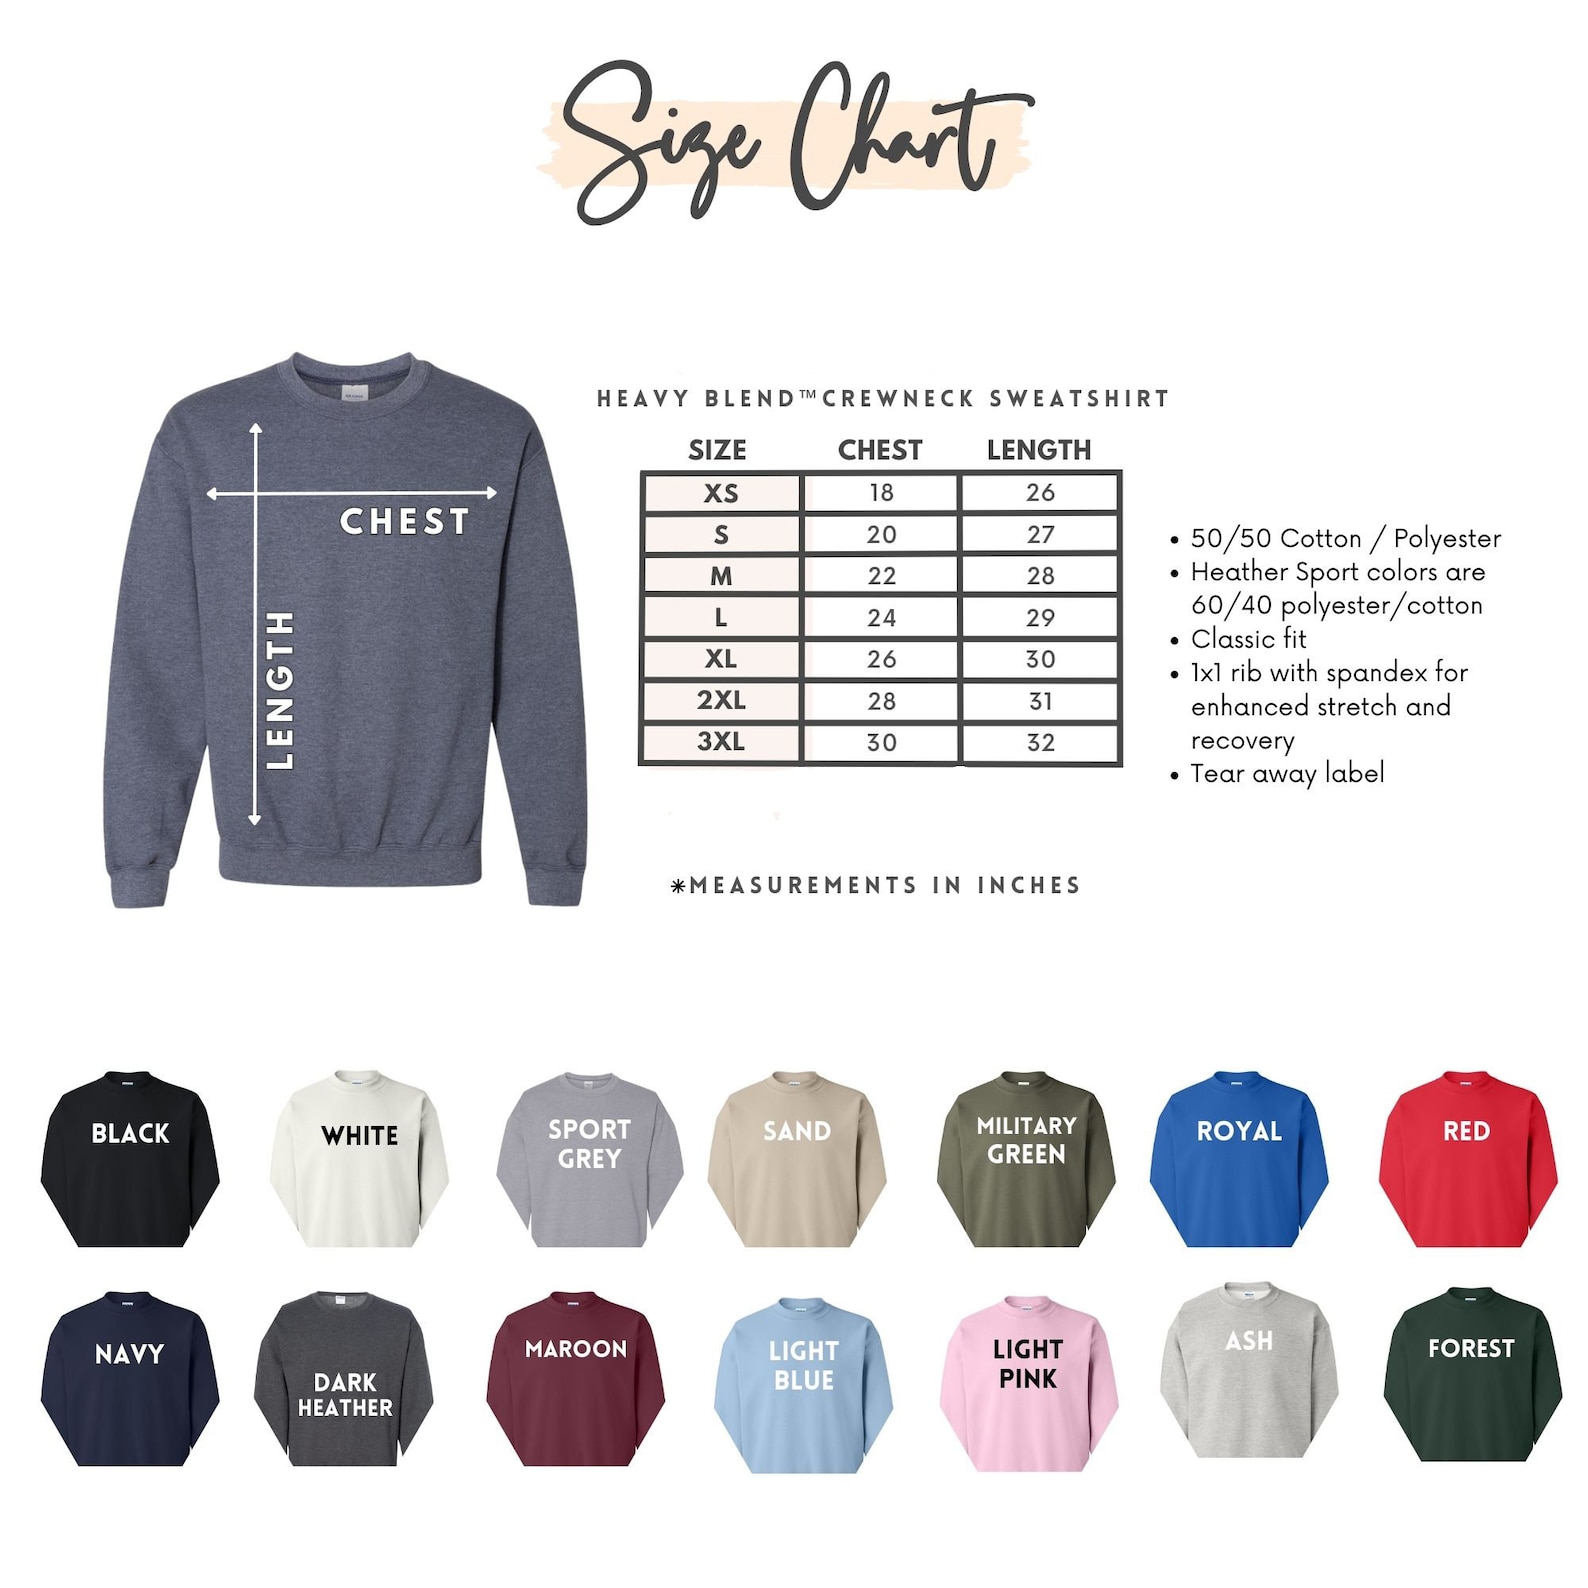 Size Chart
HEAVY BLEND™ CREWNECK SWEATSHIRT
SIZE CHEST LENGTH
XS 18 26
S 20 27
M 22 28
L 24 29
XL 26 30
2XL 28 31
3XL 30 32
CHEST
LENGTH
• 50/50 Cotton / Polyester
• Heather Sport colors are
60/40 polyester/cotton
• Classic fit
• 1x1 rib with spandex for
enhanced stretch and
recovery
• Tear away label
*MEASUREMENTS IN INCHES
BLACK
WHITE
SPORT
GREY
SAND
MILITARY
GREEN
ROYAL
RED
NAVY
DARK
HEATHER
MAROON
LIGHT
BLUE
LIGHT
PINK
ASH
FOREST